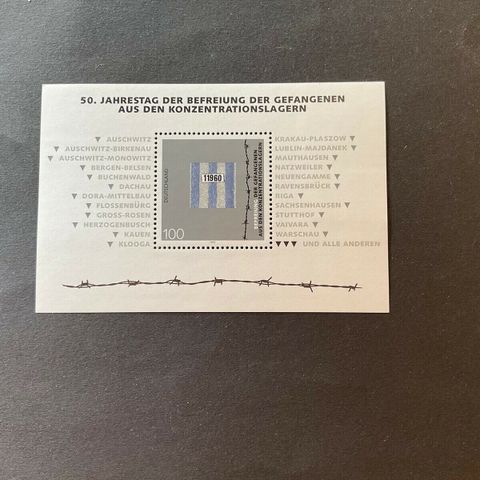 50. JAHRESTAG DER BEFREIUNG DER GEFANGENEN
AUS DEN KONZENTRATIONSLAGERN
AUSCHWITZ
AUSCHWITZ-BIRKENAU
AUSCHWITZ-MONOWITZ
BERGEN-BELSEN
BUCHENWALD
DACHAU
DORA-MITTELBAU
FLOSSENBÜRG
GROSS-ROSEN
HERZOGENBUSCH
KAUEN
KLOOGA
DEUTSCHLAND
100
11960
BEFREIUNG DER GEFANGENEN
AUS DEN KONZENTRATIONSLAGERN
KRAKAU-PLASZOW
LUBLIN-MAJDANEK
MAUTHAUSEN
NATZWEILER
NEUENGAMME
RAVENSBRÜCK
RIGA
SACHSENHAUSEN
STUTTHOF
VAIVARA
WARSCHAU
UND ALLE ANDEREN